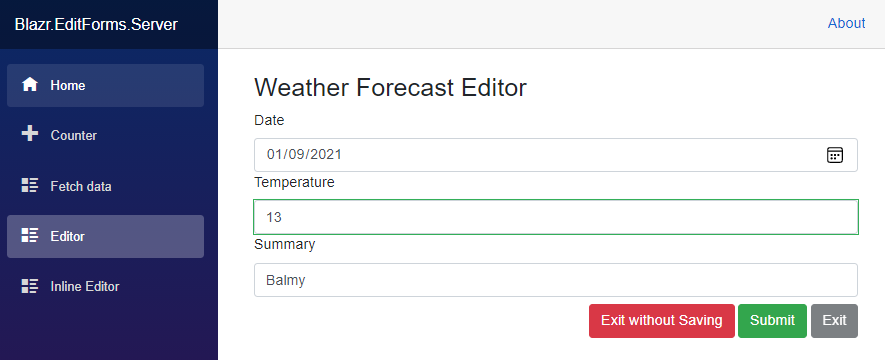 Blazr.EditForms.Server
About
Home
Counter
Fetch data
Editor
Inline Editor
Weather Forecast Editor
Date
01/09/2021
Temperature
13
Summary
Balmy
Exit without Saving Submit Exit